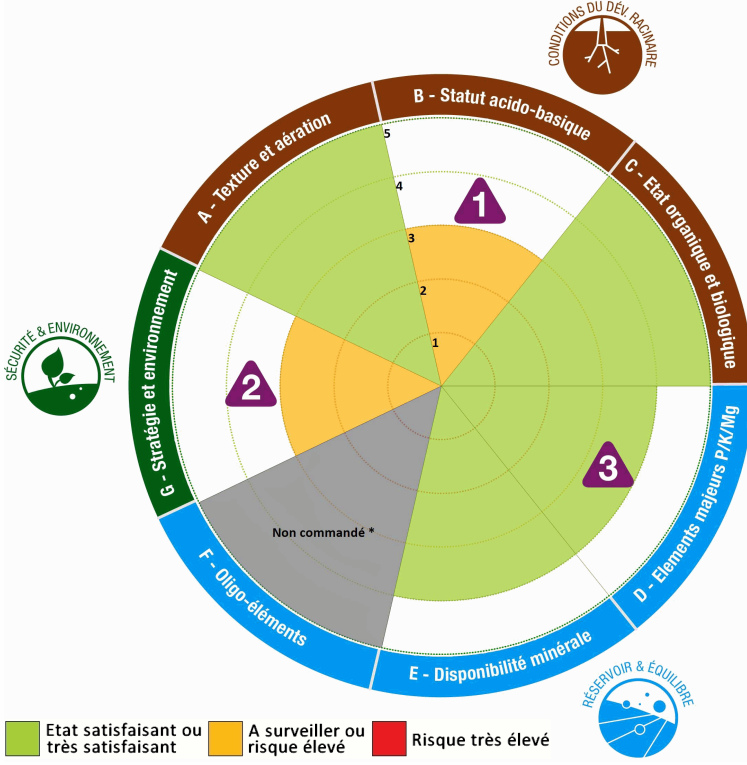 CONDITIONS DU DÉV. RACINAIRE
B - Statut acido-basique
A - Texture et aération
C - Etat organique et biologique
5
4
1
3
2
1
SÉCURITÉ & ENVIRONNEMENT
G - Stratégie et environnement
2
3
D - Elements majeurs P/K/Mg
Non commandé *
F - Oligo-éléments
E - Disponibilité minérale
RÉSERVOIR & ÉQUILIBRE
Etat satisfaisant ou
très satisfaisant
A surveiller ou
risque élevé
Risque très élevé